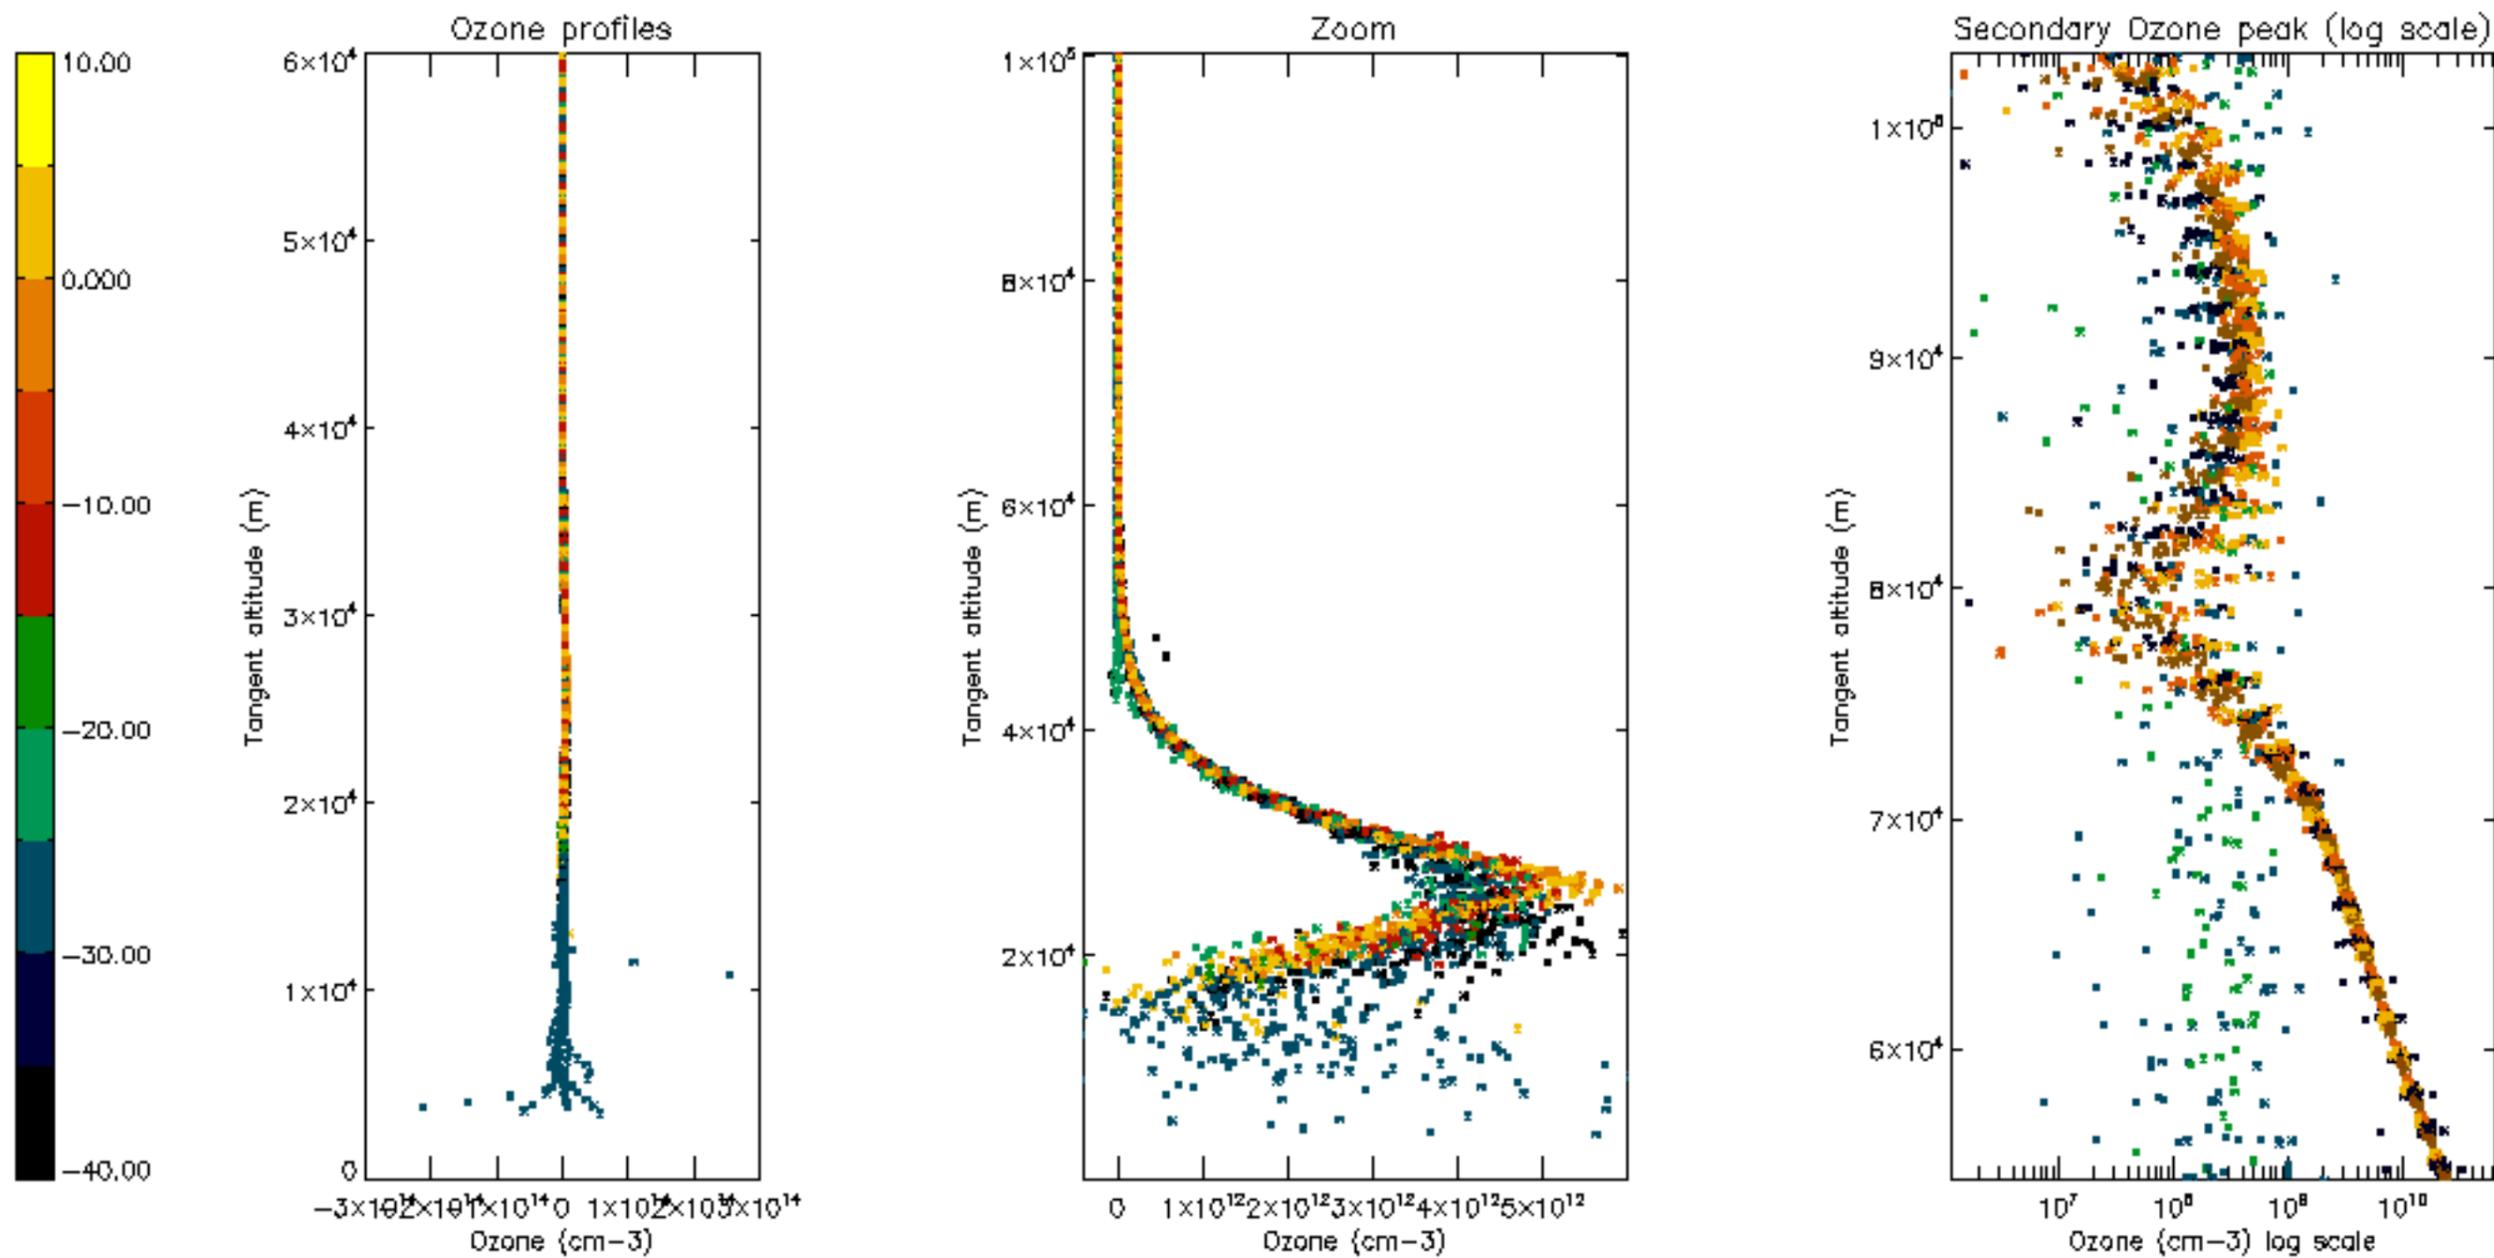 Ozone profiles
Zoom
Secondary Ozone peak (log scale)
10.00
0.000
−10.00
−20.00
−30.00
−40.00
6×10⁴
5×10⁴
4×10⁴
3×10⁴
2×10⁴
1×10⁴
0
Tangent altitude (m)
0
Ozone (cm−3)
1×10⁵
8×10⁴
6×10⁴
4×10⁴
2×10⁴
Tangent altitude (m)
0 1×10¹² 2×10¹² 3×10¹² 4×10¹² 5×10¹²
Ozone (cm−3)
9×10⁴
8×10⁴
7×10⁴
6×10⁴
Tangent altitude (m)
10⁷ 10⁸ 10⁹ 10¹⁰
Ozone (cm−3) log scale